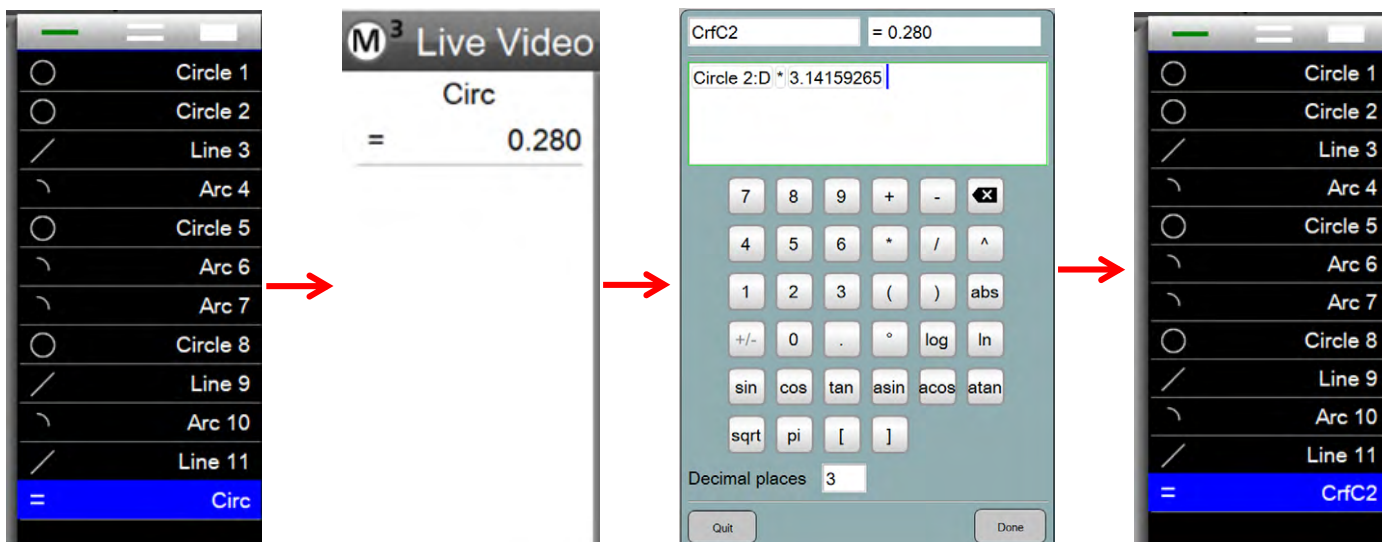 Circle 1
Circle 2
Line 3
Arc 4
Circle 5
Arc 6
Arc 7
Circle 8
Line 9
Arc 10
Line 11
= Circ
M³ Live Video
Circ
= 0.280
CrfC2 = 0.280
Circle 2:D * 3.14159265
7 8 9 + -
4 5 6 * / ^
1 2 3 ( ) abs
+/- 0 . ° log ln
sin cos tan asin acos atan
sqrt pi [ ]
Decimal places 3
Quit Done
Circle 1
Circle 2
Line 3
Arc 4
Circle 5
Arc 6
Arc 7
Circle 8
Line 9
Arc 10
Line 11
= CrfC2